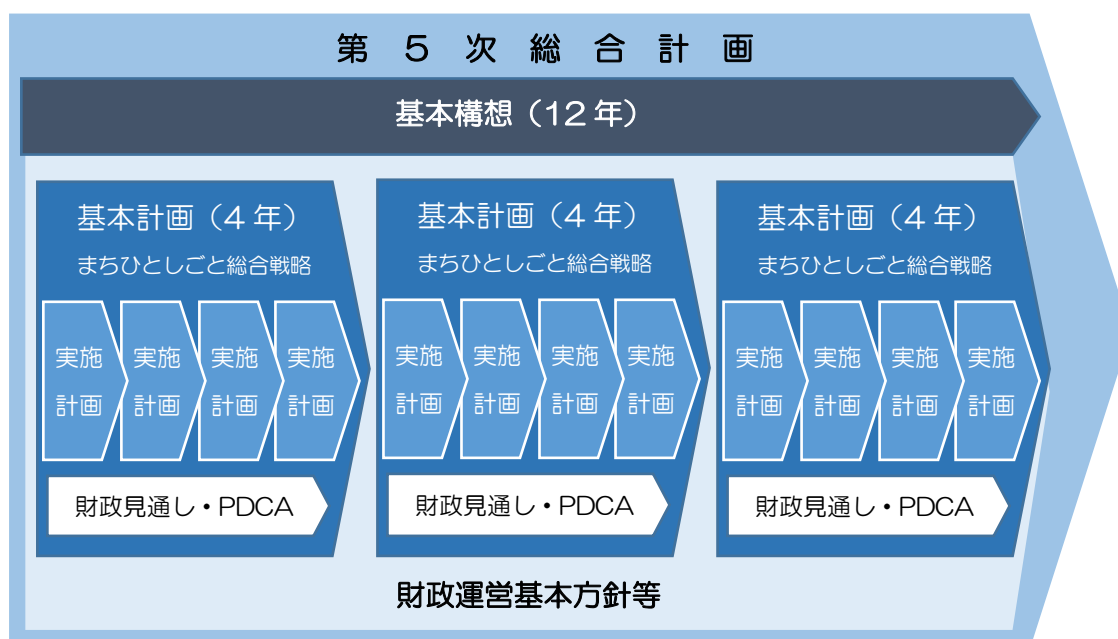 第５次総合計画
基本構想（12年）
基本計画（4年）
まちひとしごと総合戦略
実施
計画
実施
計画
実施
計画
実施
計画
財政見通し・PDCA
基本計画（4年）
まちひとしごと総合戦略
実施
計画
実施
計画
実施
計画
実施
計画
財政見通し・PDCA
基本計画（4年）
まちひとしごと総合戦略
実施
計画
実施
計画
実施
計画
実施
計画
財政見通し・PDCA
財政運営基本方針等